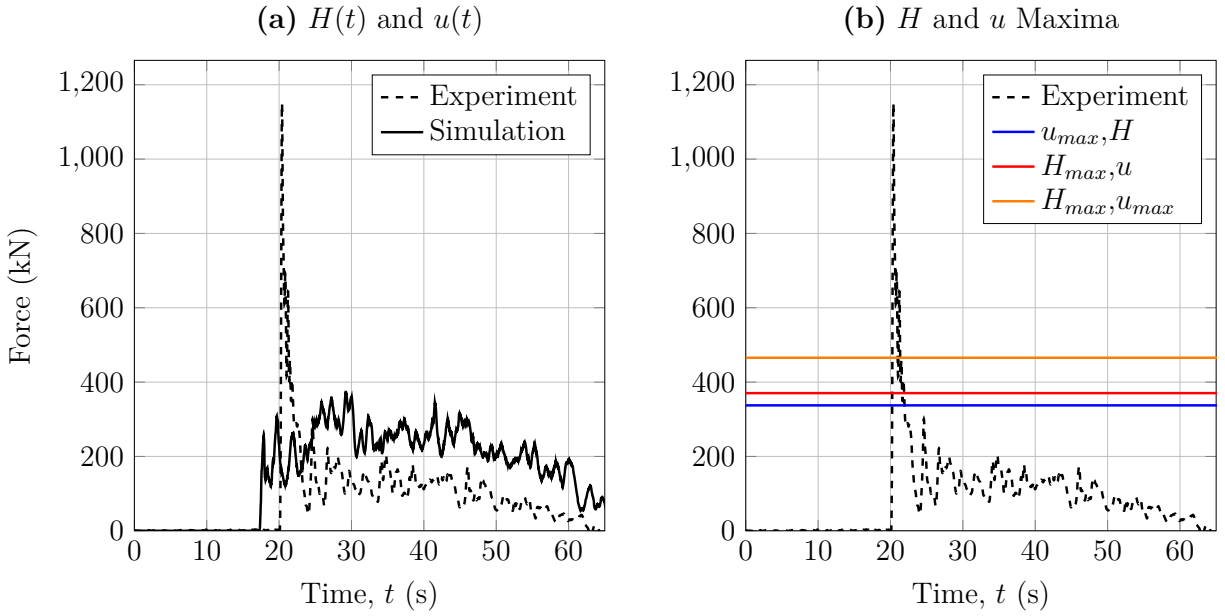 (a) H(t) and u(t)
1,200
1,000
800
600
400
200
0
Force (kN)
0 10 20 30 40 50 60
Time, t (s)
Experiment
Simulation
(b) H and u Maxima
1,200
1,000
800
600
400
200
0
0 10 20 30 40 50 60
Time, t (s)
Experiment
u_max,H
H_max,u
H_max,u_max